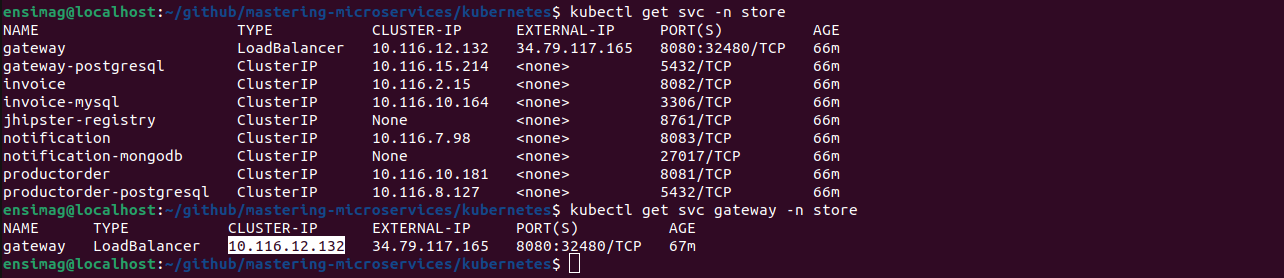 ensimag@localhost:~/github/mastering-microservices/kubernetes$ kubectl get svc -n store
NAME TYPE CLUSTER-IP EXTERNAL-IP PORT(S) AGE
gateway LoadBalancer 10.116.12.132 34.79.117.165 8080:32480/TCP 66m
gateway-postgresql ClusterIP 10.116.15.214 <none> 5432/TCP 66m
invoice ClusterIP 10.116.2.15 <none> 8082/TCP 66m
invoice-mysql ClusterIP 10.116.10.164 <none> 3306/TCP 66m
jhipster-registry ClusterIP None <none> 8761/TCP 66m
notification ClusterIP 10.116.7.98 <none> 8083/TCP 66m
notification-mongodb ClusterIP None <none> 27017/TCP 66m
productorder ClusterIP 10.116.10.181 <none> 8081/TCP 66m
productorder-postgresql ClusterIP 10.116.8.127 <none> 5432/TCP 66m
ensimag@localhost:~/github/mastering-microservices/kubernetes$ kubectl get svc gateway -n store
NAME TYPE CLUSTER-IP EXTERNAL-IP PORT(S) AGE
gateway LoadBalancer 10.116.12.132 34.79.117.165 8080:32480/TCP 67m
ensimag@localhost:~/github/mastering-microservices/kubernetes$